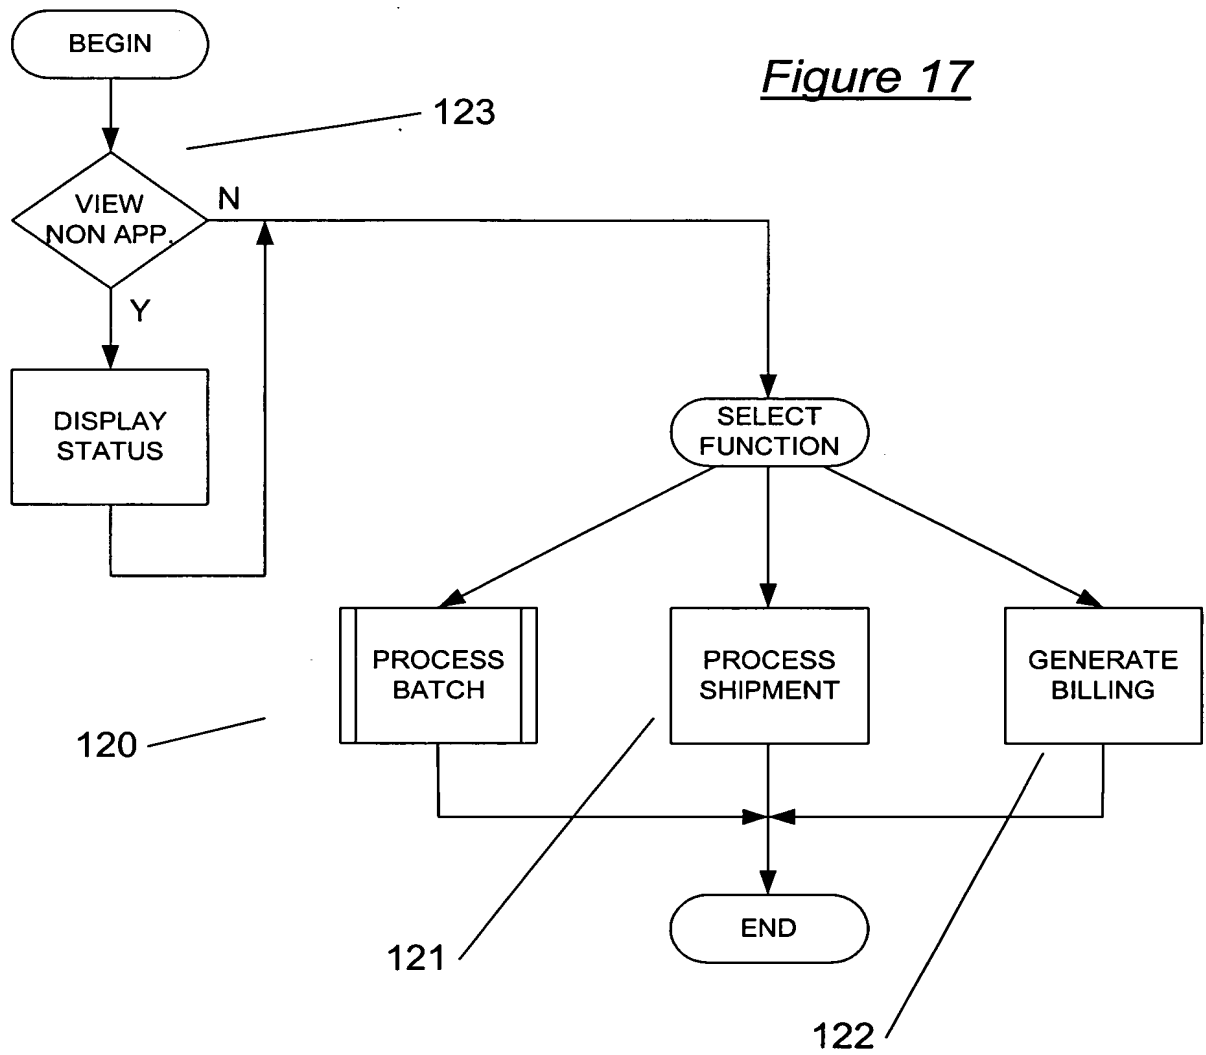 BEGIN
Figure 17
123
VIEW
NON APP.
N
Y
DISPLAY
STATUS
SELECT
FUNCTION
PROCESS
BATCH
PROCESS
SHIPMENT
GENERATE
BILLING
120
121
END
122